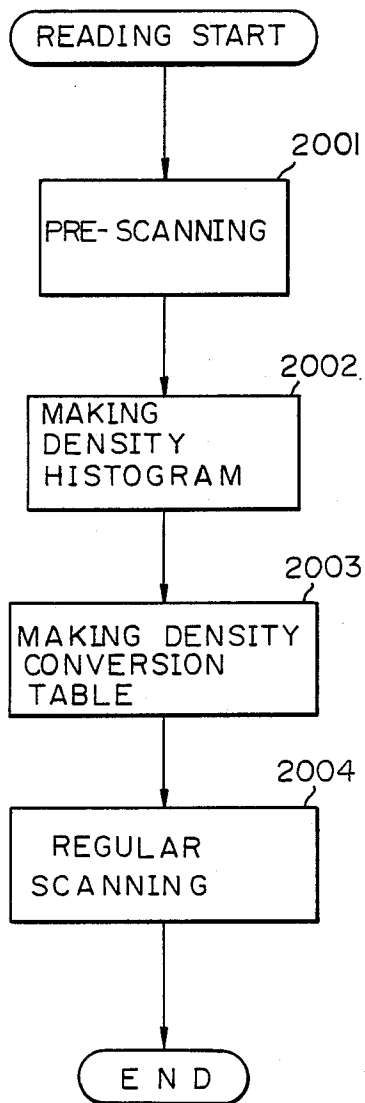 READING START
2001
PRE-SCANNING
2002
MAKING
DENSITY
HISTOGRAM
2003
MAKING DENSITY
CONVERSION
TABLE
2004
REGULAR
SCANNING
END